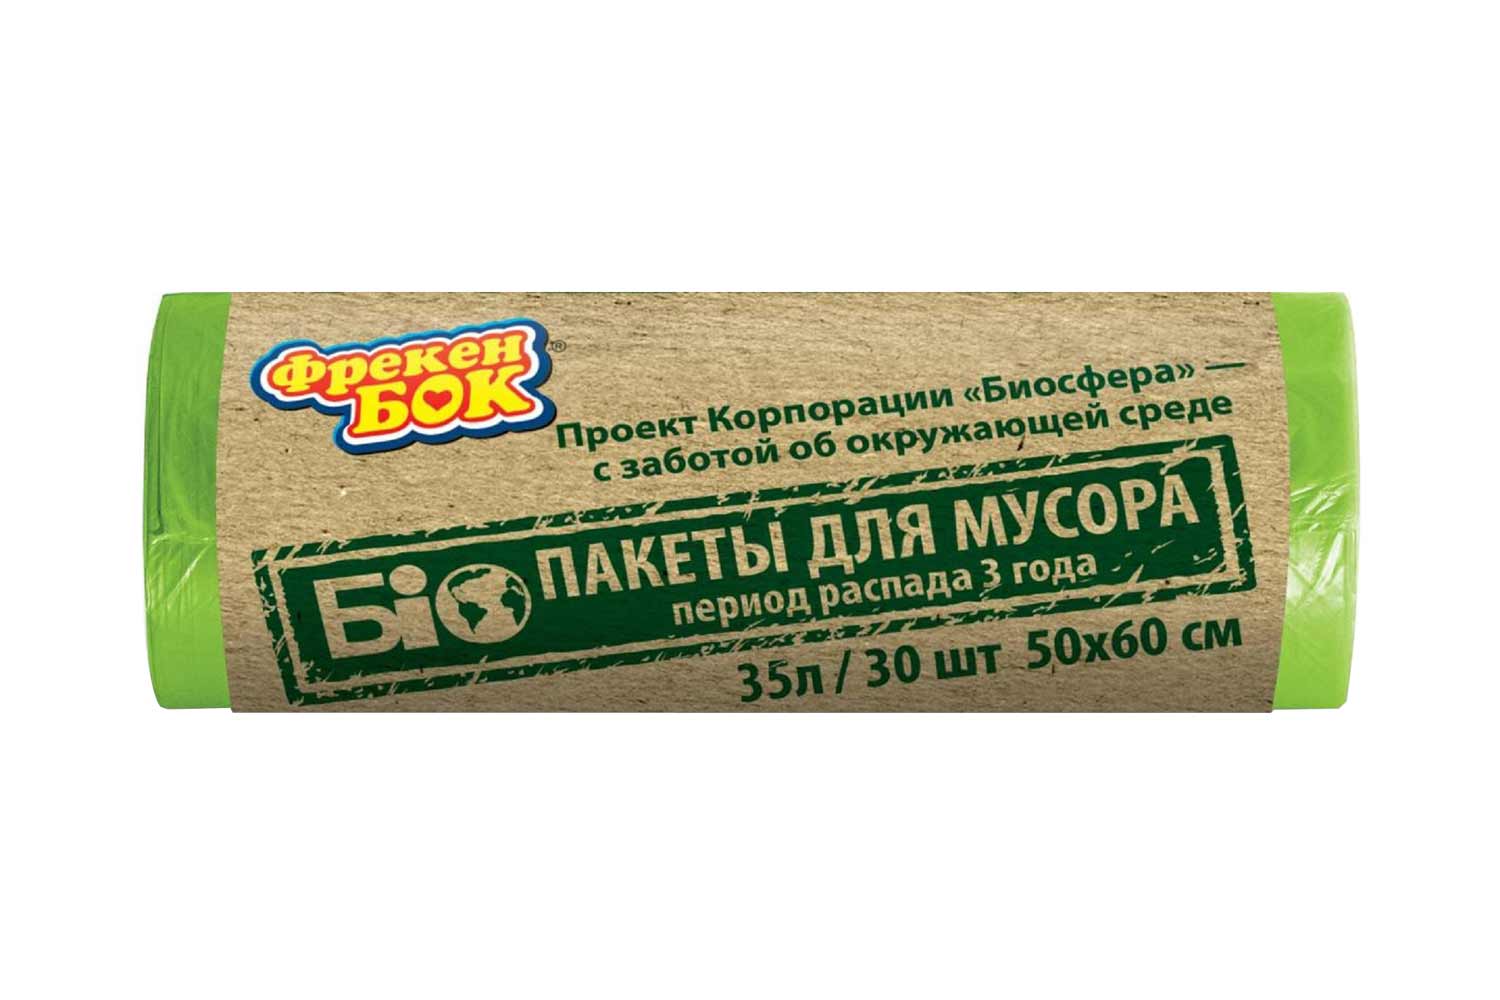 Фрекен
БОК ®
Проект Корпорации «Биосфера» —
с заботой об окружающей среде
БіО ПАКЕТЫ ДЛЯ МУСОРА
период распада 3 года
35л / 30 шт 50х60 см